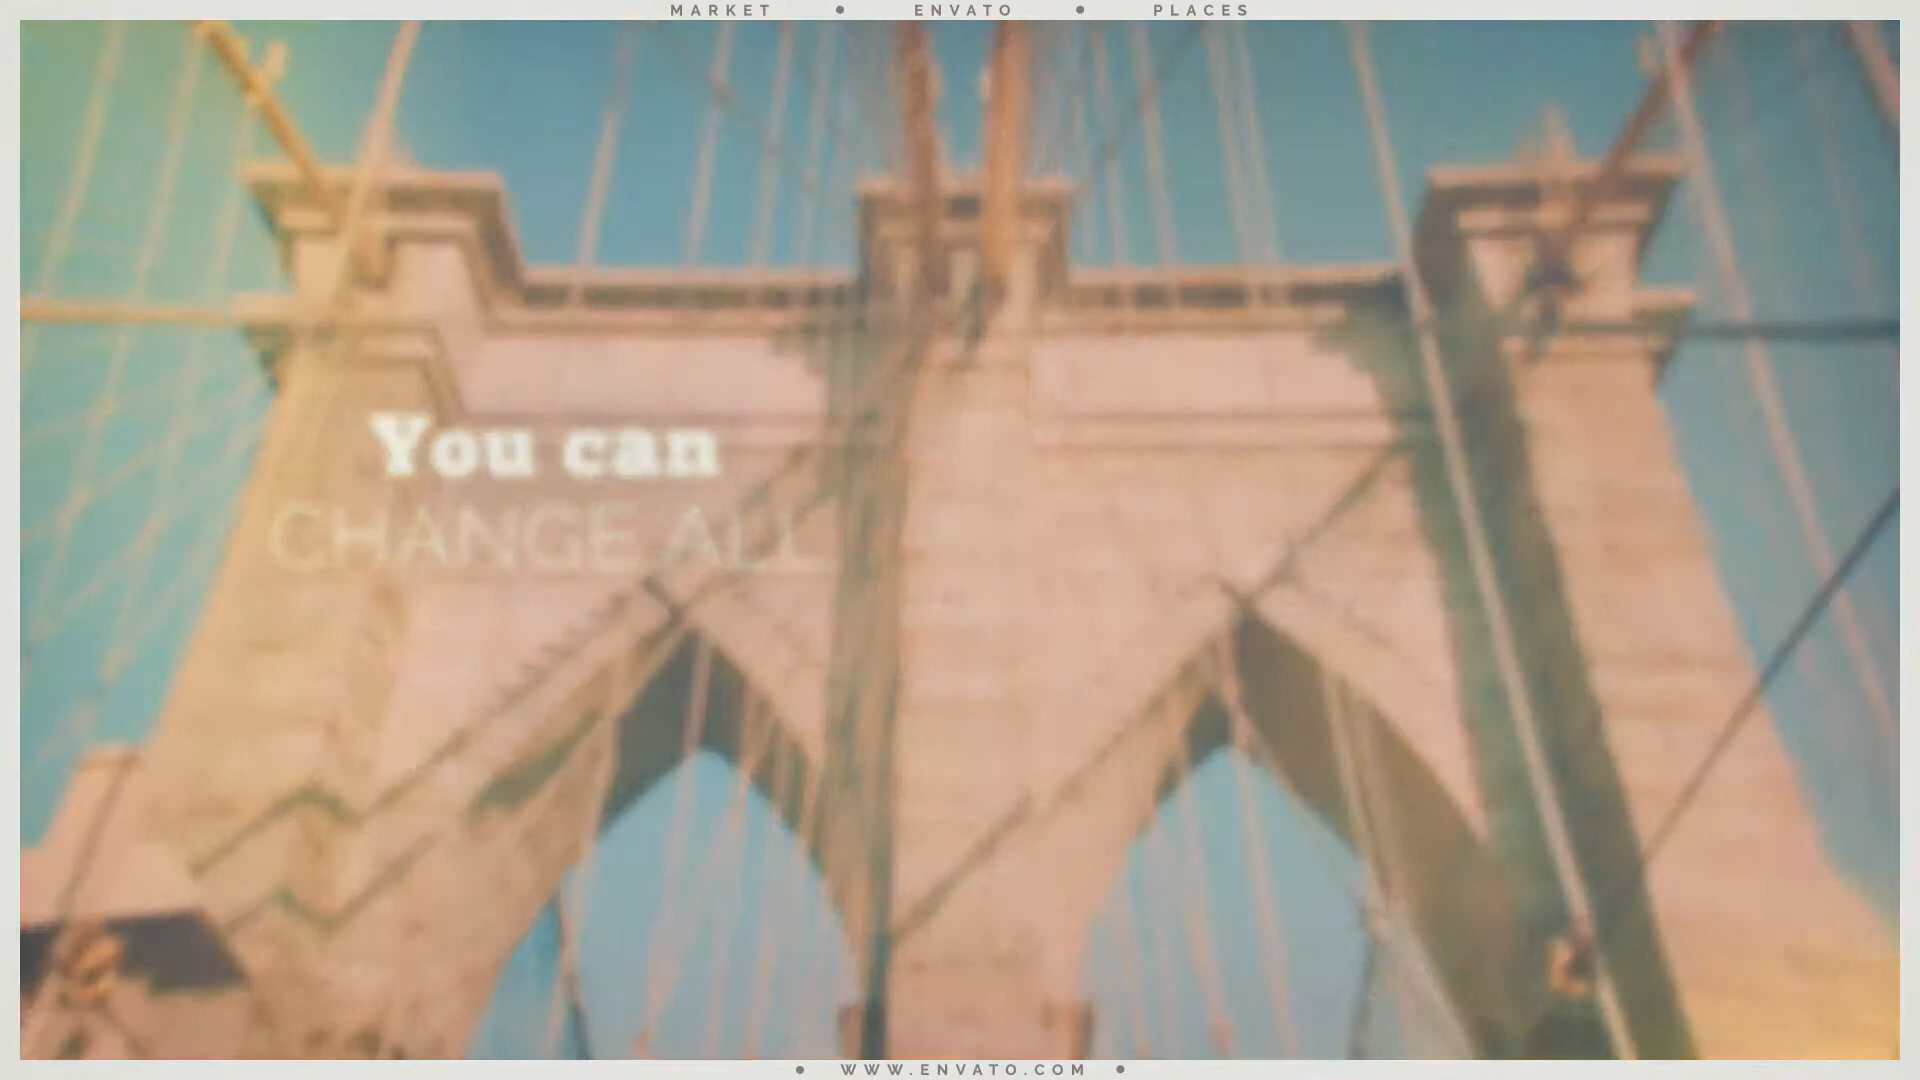 MARKET • ENVATO • PLACES
You can
CHANGE ALL
• WWW.ENVATO.COM •